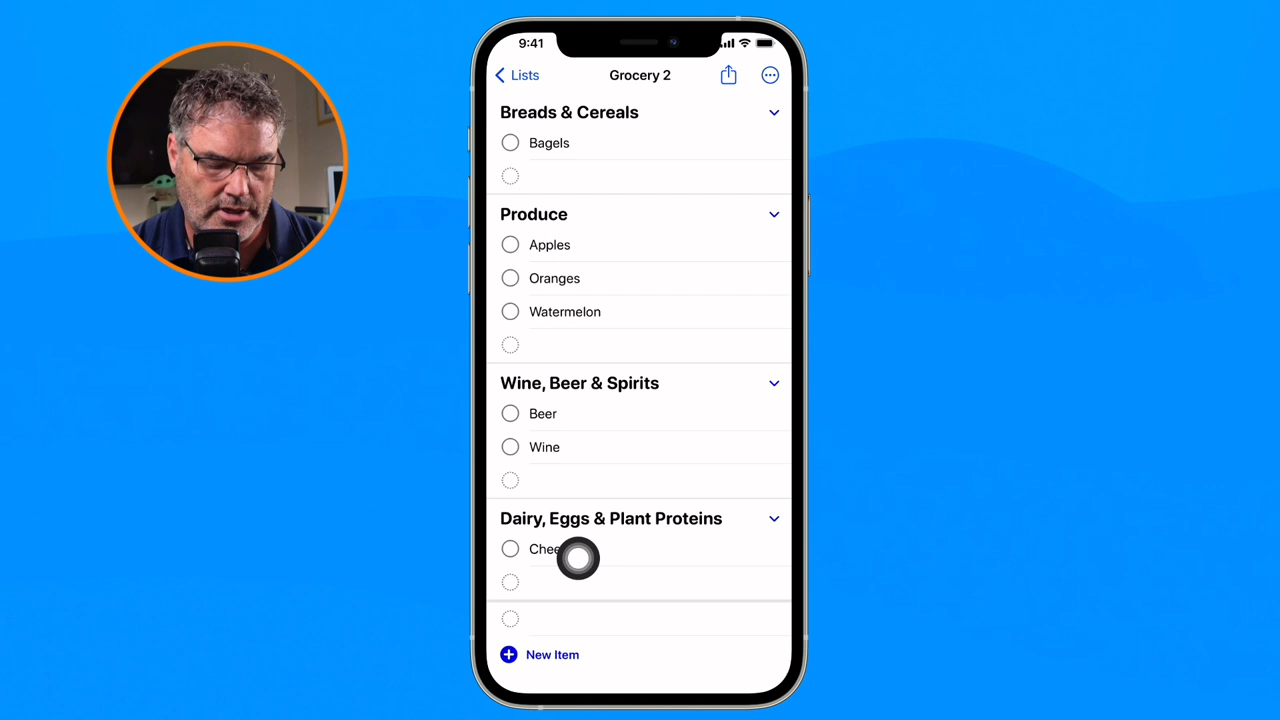 9:41
Lists
Grocery 2
Breads & Cereals
Bagels
Produce
Apples
Oranges
Watermelon
Wine, Beer & Spirits
Beer
Wine
Dairy, Eggs & Plant Proteins
New Item